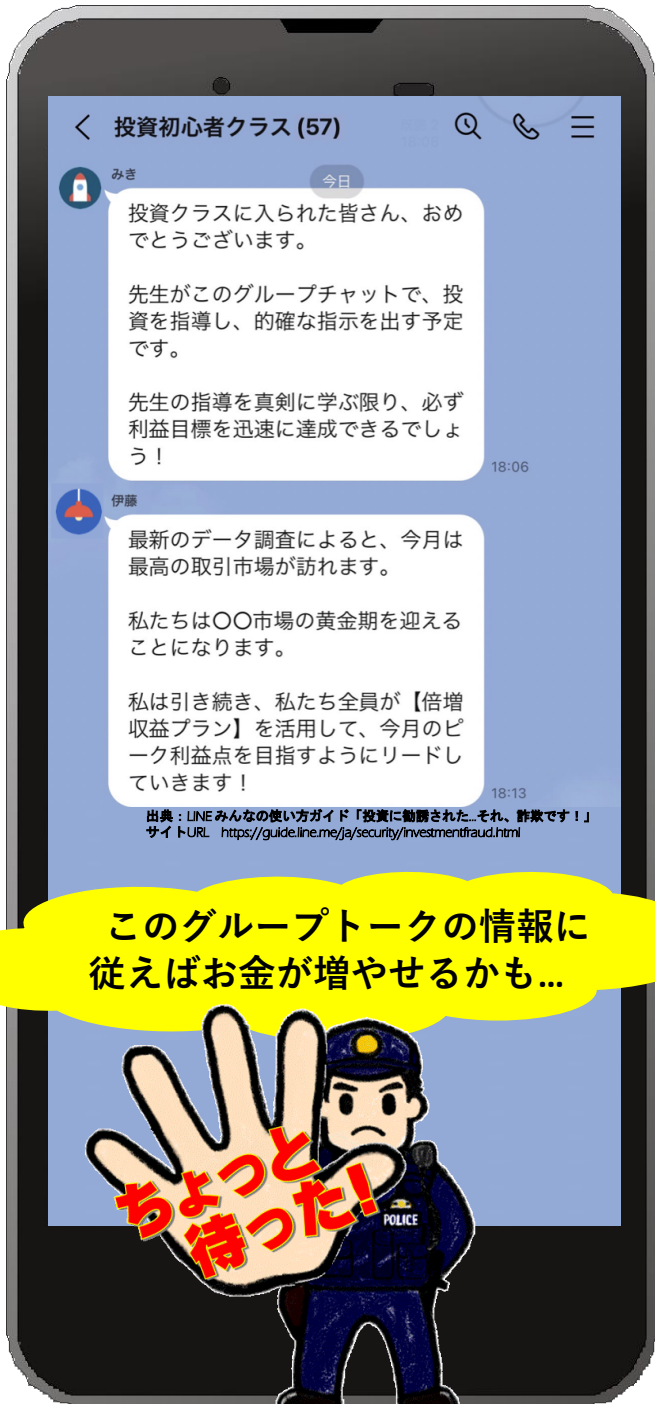 投資初心者クラス (57)
みき
今日
投資クラスに入られた皆さん、おめ
でとうございます。
先生がこのグループチャットで、投
資を指導し、的確な指示を出す予定
です。
先生の指導を真剣に学ぶ限り、必ず
利益目標を迅速に達成できるでしょ
う！
18:06
伊藤
最新のデータ調査によると、今月は
最高の取引市場が訪れます。
私たちは〇〇市場の黄金期を迎える
ことになります。
私は引き続き、私たち全員が【倍増
収益プラン】を活用して、今月のピ
ーク利益点を目指すようにリードし
ていきます！
18:13
出典：LINEみんなの使い方ガイド「投資に勧誘された…それ、詐欺です！」
サイトURL　https://guide.line.me/ja/security/investmentfraud.html
このグループトークの情報に
従えばお金が増やせるかも…
ちょっと
待った!
POLICE